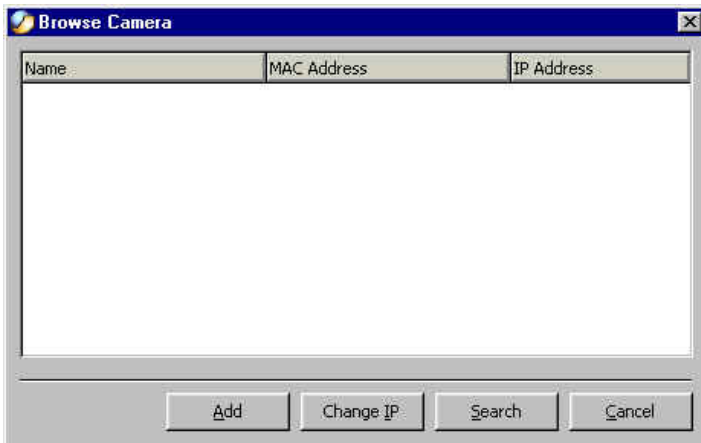 Browse Camera
Name MAC Address IP Address
Add Change IP Search Cancel